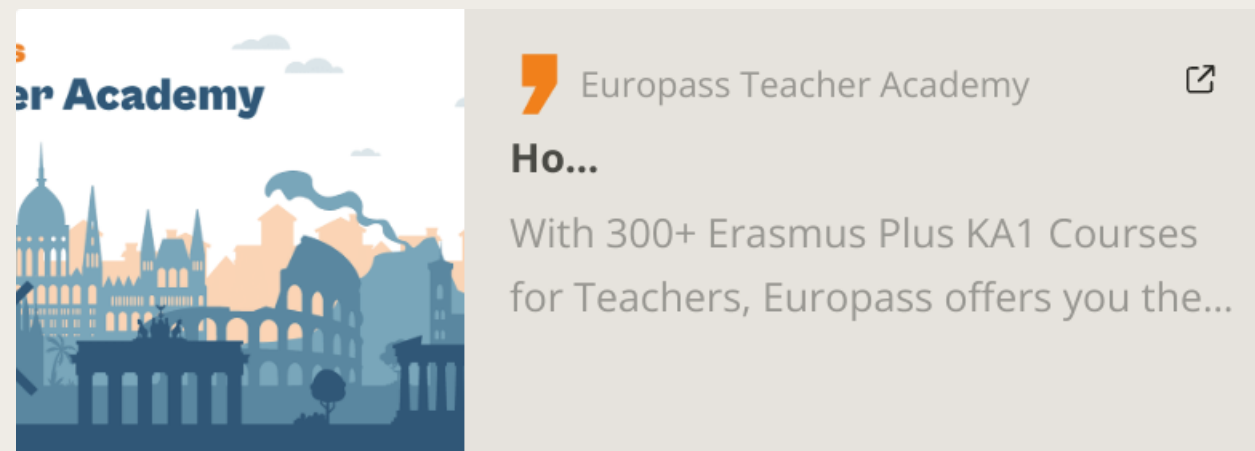 s
er Academy
Europass Teacher Academy
Ho...
With 300+ Erasmus Plus KA1 Courses
for Teachers, Europass offers you the...